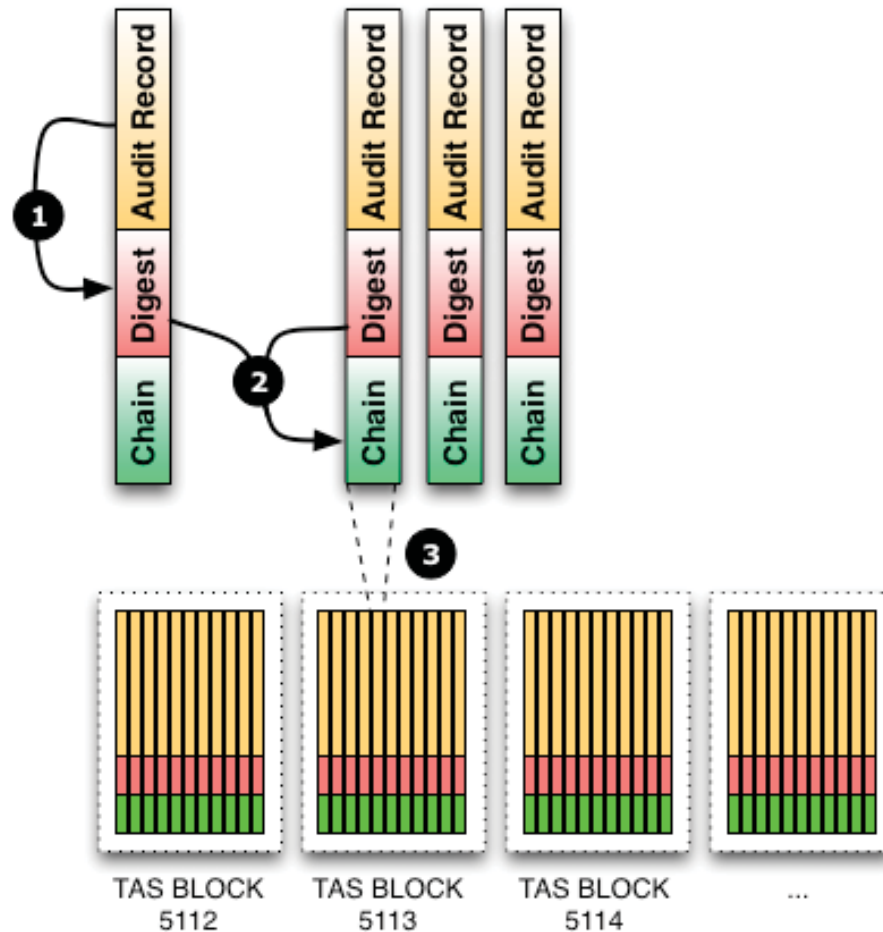 Audit Record
Digest
Chain
Audit Record
Digest
Chain
Audit Record
Digest
Chain
Audit Record
Digest
Chain
1
2
3
TAS BLOCK
5112
TAS BLOCK
5113
TAS BLOCK
5114
...